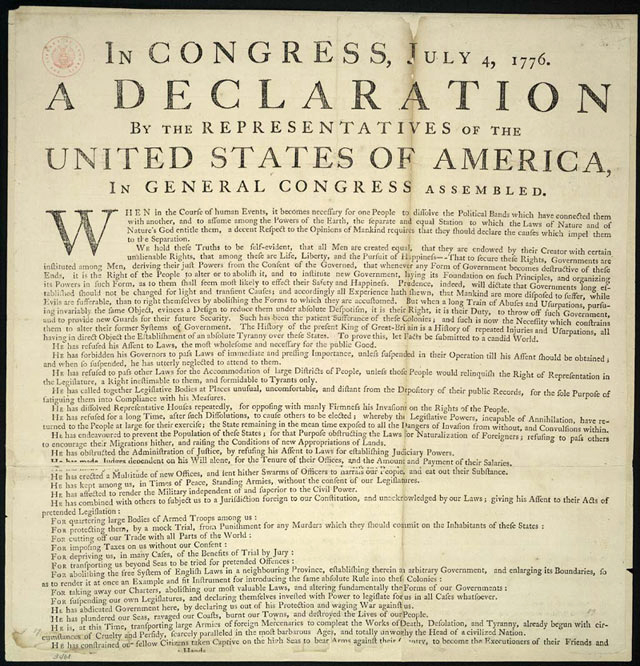 IN CONGRESS, JULY 4, 1776.
A DECLARATION
BY THE REPRESENTATIVES OF THE
UNITED STATES OF AMERICA,
IN GENERAL CONGRESS ASSEMBLED.
WHEN in the Course of human Events, it becomes necessary for one People to dissolve the Political Bands which have connected them
with another, and to assume among the Powers of the Earth, the separate and equal Station to which the Laws of Nature and of
Nature's God entitle them, a decent Respect to the Opinions of Mankind requires that they should declare the causes which impel them
to the Separation.
We hold these Truths to be self-evident, that all Men are created equal, that they are endowed by their Creator with certain
unalienable Rights, that among these are Life, Liberty, and the Pursuit of Happiness—That to secure these Rights, Governments are
instituted among Men, deriving their just Powers from the Consent of the Governed, that whenever any Form of Government becomes destructive of these
Ends, it is the Right of the People to alter or to abolish it, and to institute new Government, laying its Foundation on such Principles, and organizing
its Powers in such Form, as to them shall seem most likely to effect their Safety and Happiness. Prudence, indeed, will dictate that Governments long es-
tablished should not be changed for light and transient Causes; and accordingly all Experience hath shewn, that Mankind are more disposed to suffer, while
Evils are sufferable, than to right themselves by abolishing the Forms to which they are accustomed. But when a long Train of Abuses and Usurpations, pursu-
ing invariably the same Object, evinces a Design to reduce them under absolute Despotism, it is their Right, it is their Duty, to throw off such Government,
and to provide new Guards for their future Security. Such has been the patient Sufferance of these Colonies; and such is now the Necessity which constrains
them to alter their former Systems of Government. The History of the present King of Great-Britain is a History of repeated Injuries and Usurpations, all
having in direct Object the Establishment of an absolute Tyranny over these States. To prove this, let Facts be submitted to a candid World.
HE has refused his Assent to Laws, the most wholesome and necessary for the public Good.
HE has forbidden his Governors to pass Laws of immediate and pressing Importance, unless suspended in their Operation till his Assent should be obtained;
and when so suspended, he has utterly neglected to attend to them.
HE has refused to pass other Laws for the Accommodation of large Districts of People, unless those People would relinquish the Right of Representation in
the Legislature, a Right inestimable to them, and formidable to Tyrants only.
HE has called together Legislative Bodies at Places unusual, uncomfortable, and distant from the Depository of their public Records, for the sole Purpose of
fatiguing them into Compliance with his Measures.
HE has dissolved Representative Houses repeatedly, for opposing with manly Firmness his Invasions on the Rights of the People.
HE has refused for a long Time, after such Dissolutions, to cause others to be elected; whereby the Legislative Powers, incapable of Annihilation, have re-
turned to the People at large for their exercise; the State remaining in the mean time exposed to all the Dangers of Invasion from without, and Convulsions within.
HE has endeavoured to prevent the Population of these States; for that Purpose obstructing the Laws for Naturalization of Foreigners; refusing to pass others
to encourage their Migrations hither, and raising the Conditions of new Appropriations of Lands.
HE has obstructed the Administration of Justice, by refusing his Assent to Laws for establishing Judiciary Powers.
HE has made Judges dependent on his Will alone, for the Tenure of their Offices, and the Amount and Payment of their Salaries.
HE has erected a Multitude of new Offices, and sent hither Swarms of Officers to harrass our People, and eat out their Substance.
HE has kept among us, in Times of Peace, Standing Armies, without the consent of our Legislatures.
HE has affected to render the Military independent of and superior to the Civil Power.
HE has combined with others to subject us to a Jurisdiction foreign to our Constitution, and unacknowledged by our Laws; giving his Assent to their Acts of
pretended Legislation:
FOR quartering large Bodies of Armed Troops among us:
FOR protecting them, by a mock Trial, from Punishment for any Murders which they should commit on the Inhabitants of these States:
FOR cutting off our Trade with all Parts of the World:
FOR imposing Taxes on us without our Consent:
FOR depriving us, in many Cases, of the Benefits of Trial by Jury:
FOR transporting us beyond Seas to be tried for pretended Offences:
FOR abolishing the free System of English Laws in a neighbouring Province, establishing therein an arbitrary Government, and enlarging its Boundaries, so
as to render it at once an Example and fit Instrument for introducing the same absolute Rule into these Colonies:
FOR taking away our Charters, abolishing our most valuable Laws, and altering fundamentally the Forms of our Governments:
FOR suspending our own Legislatures, and declaring themselves invested with Power to legislate for us in all Cases whatsoever.
HE has abdicated Government here, by declaring us out of his Protection and waging War against us.
HE has plundered our Seas, ravaged our Coasts, burnt our Towns, and destroyed the Lives of our People.
HE is, at this Time, transporting large Armies of foreign Mercenaries to compleat the Works of Death, Desolation, and Tyranny, already begun with cir-
cumstances of Cruelty and Perfidy, scarcely paralleled in the most barbarous Ages, and totally unworthy the Head of a civilized Nation.
HE has constrained our fellow Citizens taken Captive on the high Seas to bear Arms against their Country, to become the Executioners of their Friends and
Hands